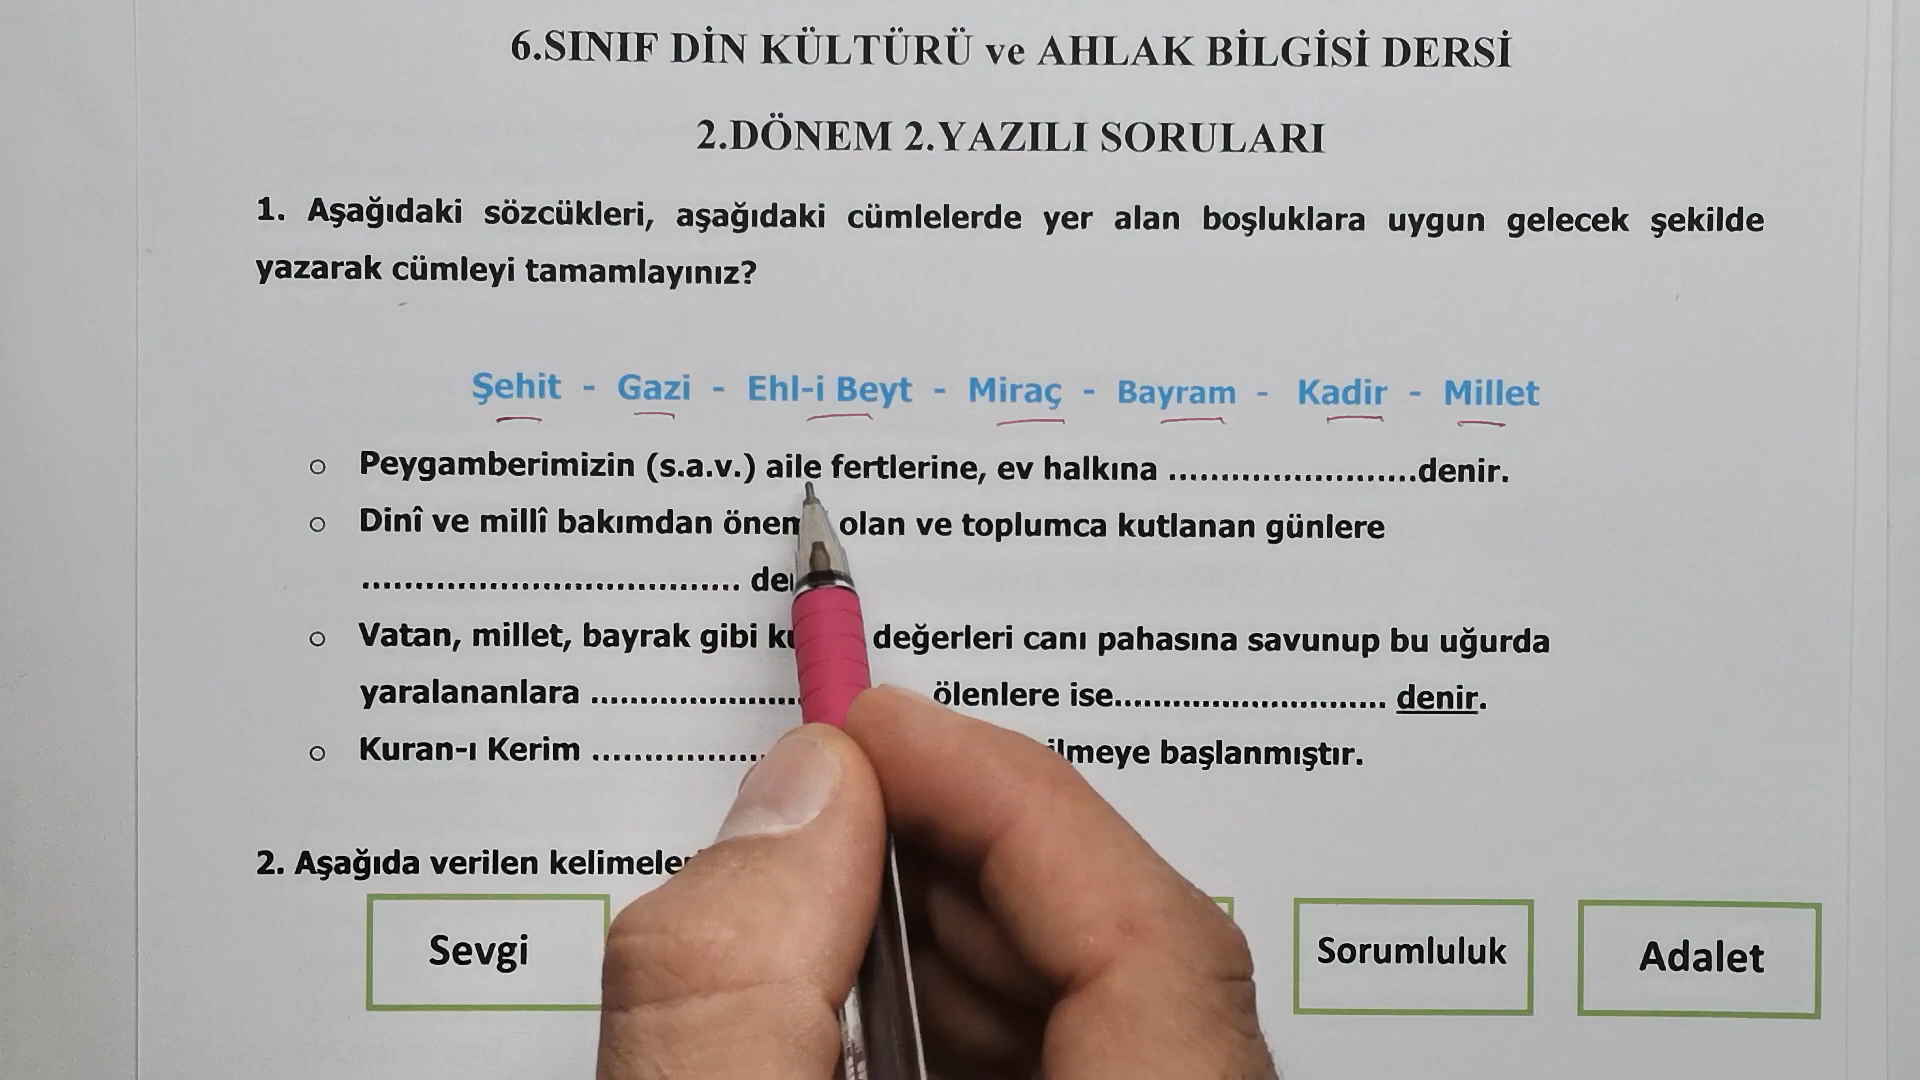 6.SINIF DİN KÜLTÜRÜ ve AHLAK BİLGİSİ DERSİ
2.DÖNEM 2.YAZILI SORULARI
1. Aşağıdaki sözcükleri, aşağıdaki cümlelerde yer alan boşluklara uygun gelecek şekilde
yazarak cümleyi tamamlayınız?
Şehit - Gazi - Ehl-i Beyt - Miraç - Bayram - Kadir - Millet
o Peygamberimizin (s.a.v.) aile fertlerine, ev halkına ........................denir.
o Dinî ve millî bakımdan olan ve toplumca kutlanan günlere
....................................
o Vatan, millet, bayrak gibi değerleri canı pahasına savunup bu uğurda
yaralananlara .................... ölenlere ise.......................... denir.
o Kuran-ı Kerim ................ başlanmıştır.
2. Aşağıda verilen
Sevgi Sorumluluk Adalet